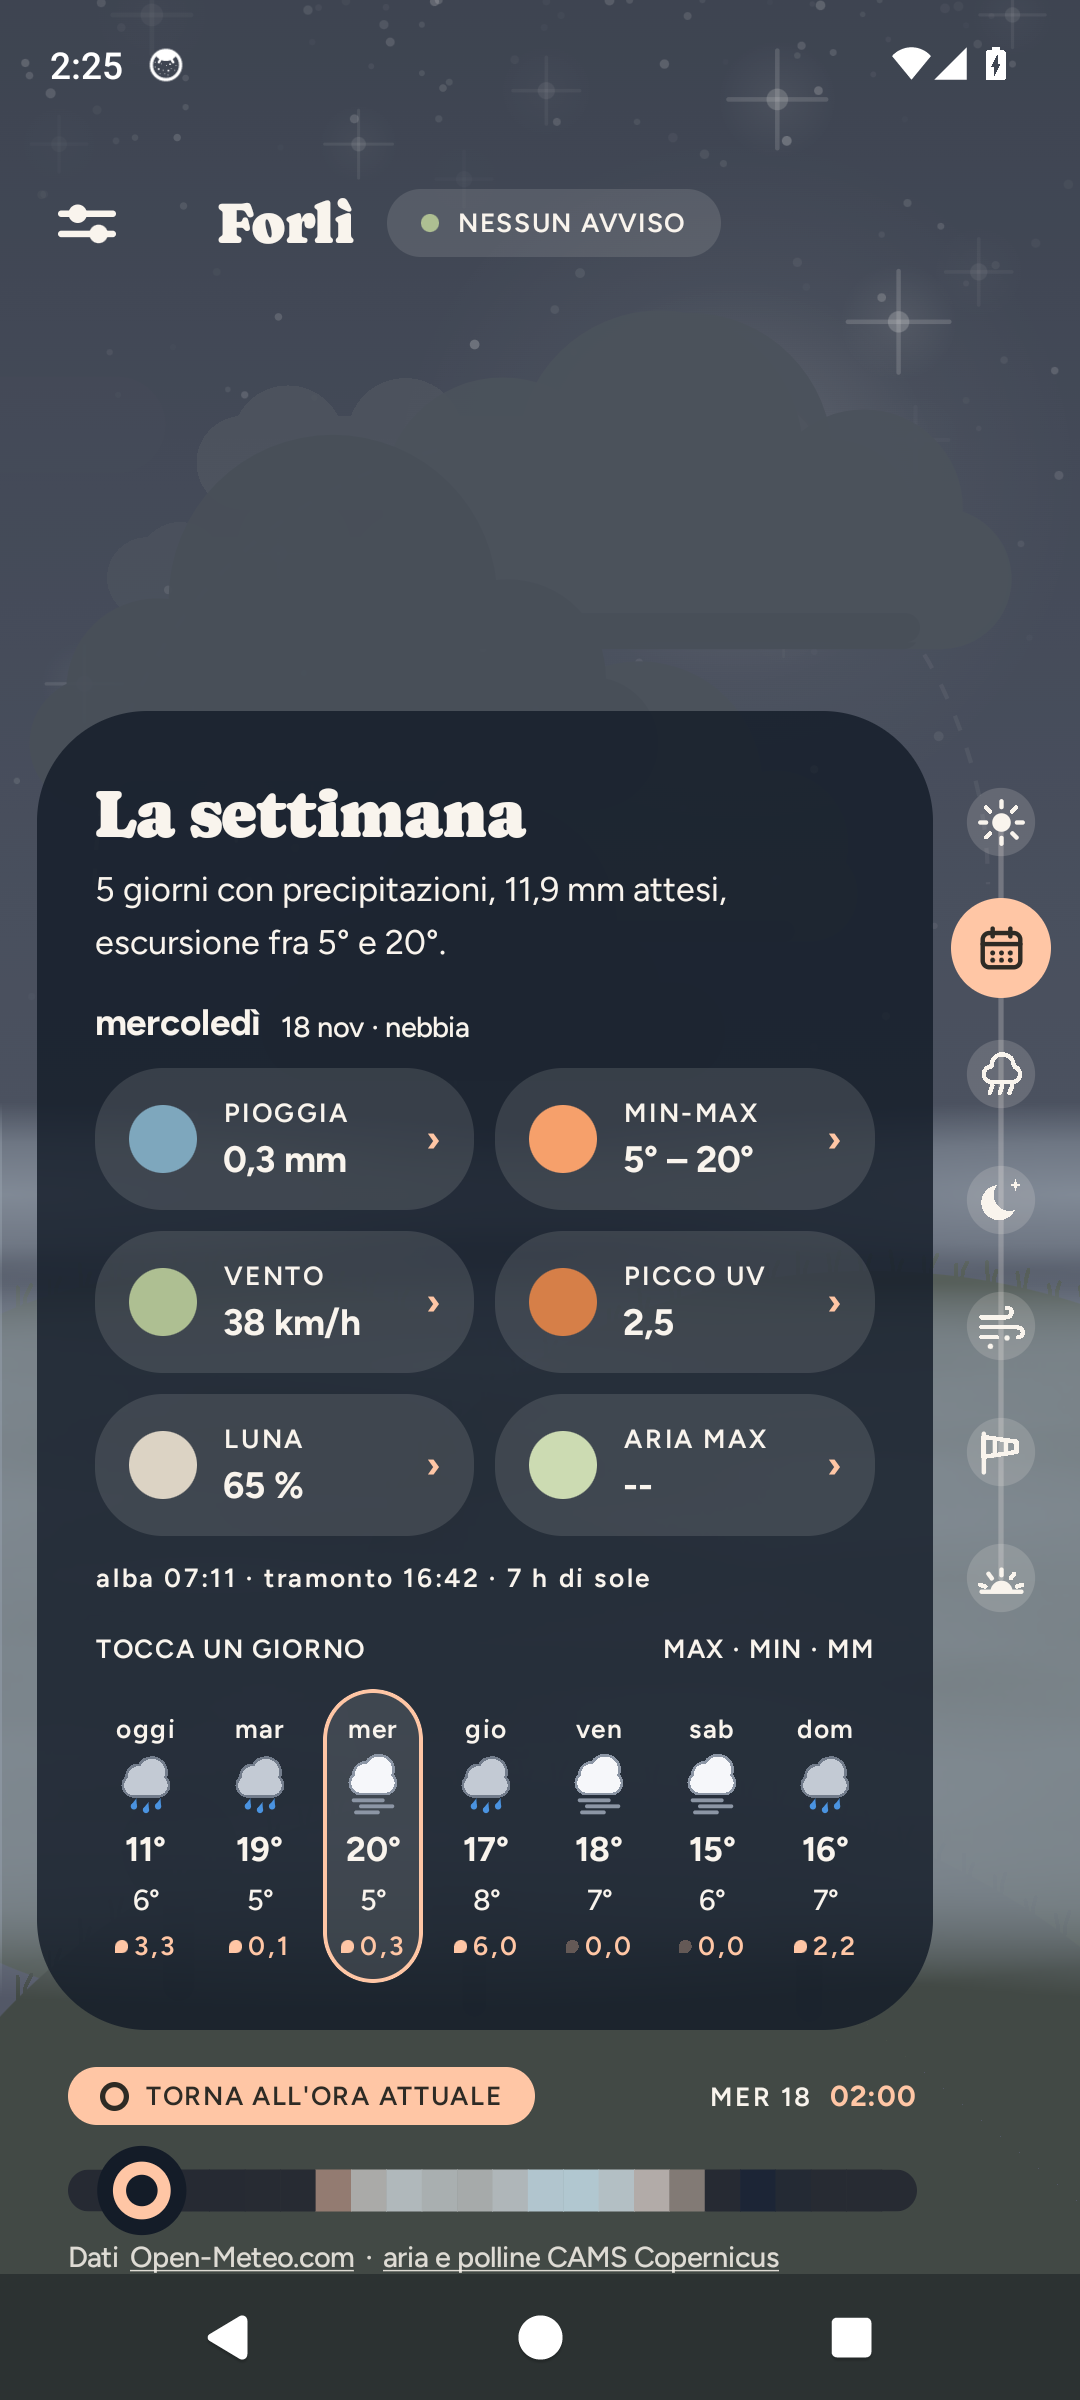 2:25
Forlì
NESSUN AVVISO
La settimana
5 giorni con precipitazioni, 11,9 mm attesi,
escursione fra 5° e 20°.
mercoledì 18 nov · nebbia
PIOGGIA
0,3 mm
›
MIN-MAX
5° – 20°
›
VENTO
38 km/h
›
PICCO UV
2,5
›
LUNA
65 %
›
ARIA MAX
--
›
alba 07:11 · tramonto 16:42 · 7 h di sole
TOCCA UN GIORNO
MAX · MIN · MM
oggi mar mer gio ven sab dom
11° 19° 20° 17° 18° 15° 16°
6° 5° 5° 8° 7° 6° 7°
3,3 0,1 0,3 6,0 0,0 0,0 2,2
TORNA ALL'ORA ATTUALE
MER 18 02:00
Dati Open-Meteo.com · aria e polline CAMS Copernicus